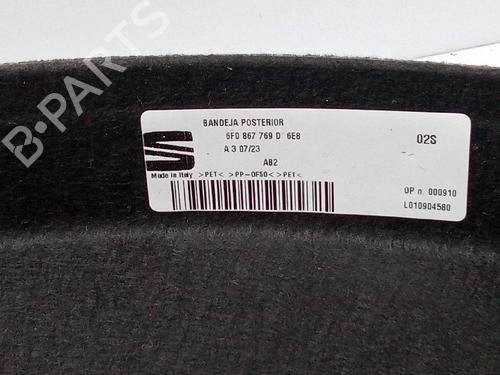 BANDEJA POSTERIOR
6F0 867 769 D 6E8
02S
A 3 07/23
AB2
Made in Italy >PET< >PP-GF50< >PET<
OP n. 000910
L010904580
B-PARTS